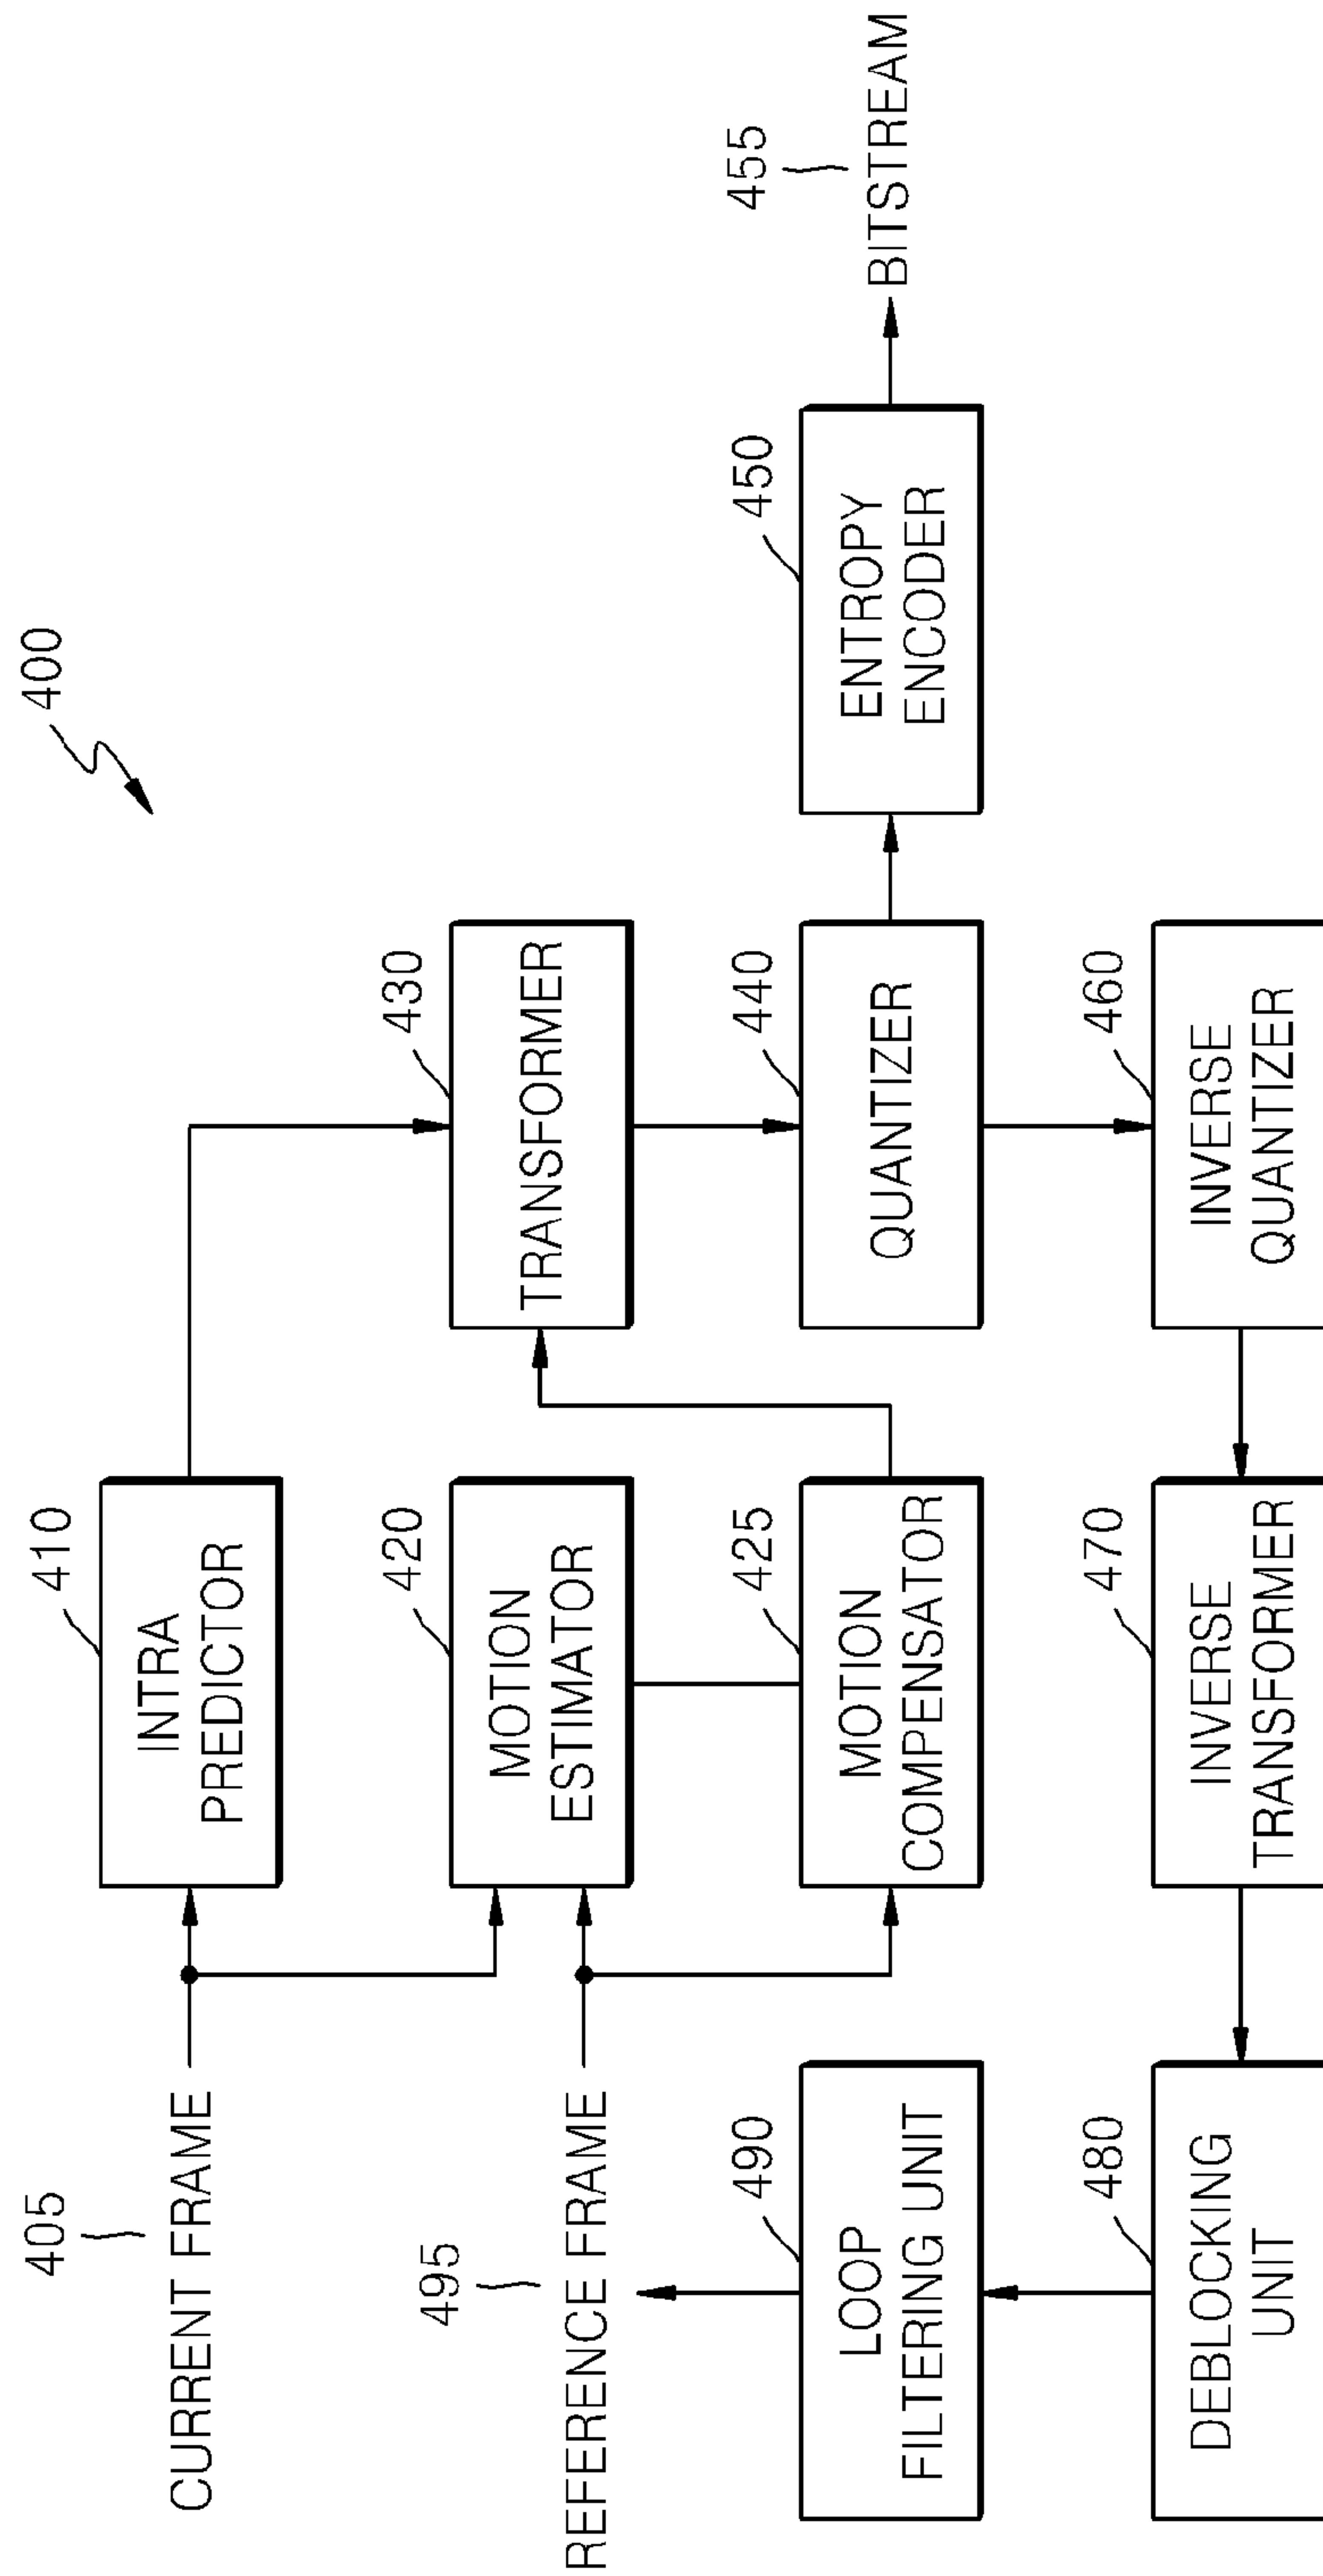 400
405
CURRENT FRAME
410
INTRA
PREDICTOR
495
REFERENCE FRAME
420
MOTION
ESTIMATOR
430
TRANSFORMER
490
LOOP
FILTERING UNIT
425
MOTION
COMPENSATOR
440
QUANTIZER
450
ENTROPY
ENCODER
455
BITSTREAM
480
DEBLOCKING
UNIT
470
INVERSE
TRANSFORMER
460
INVERSE
QUANTIZER